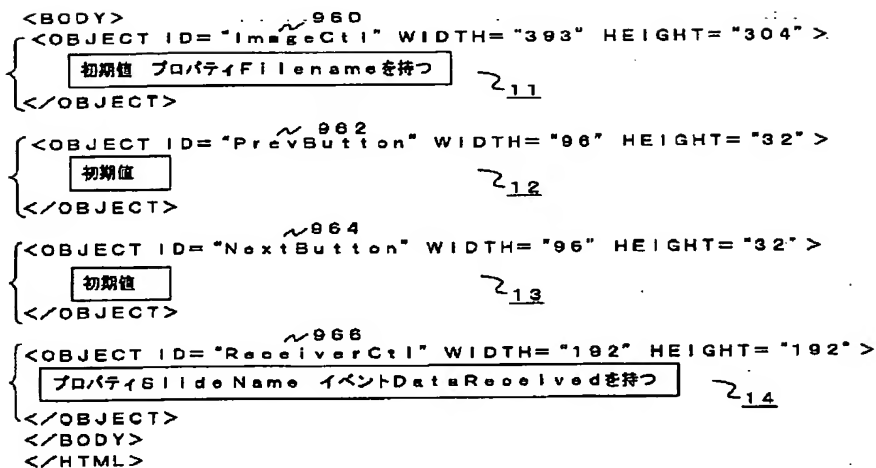 <BODY>
960
<OBJECT ID="ImageCtl" WIDTH="393" HEIGHT="304">
初期値 プロパティFilenameを持つ
11
</OBJECT>
962
<OBJECT ID="PrevButton" WIDTH="96" HEIGHT="32">
初期値
12
</OBJECT>
964
<OBJECT ID="NextButton" WIDTH="96" HEIGHT="32">
初期値
13
</OBJECT>
966
<OBJECT ID="ReceiverCtl" WIDTH="192" HEIGHT="192">
プロパティSlideName イベントDataReceivedを持つ
14
</OBJECT>
</BODY>
</HTML>